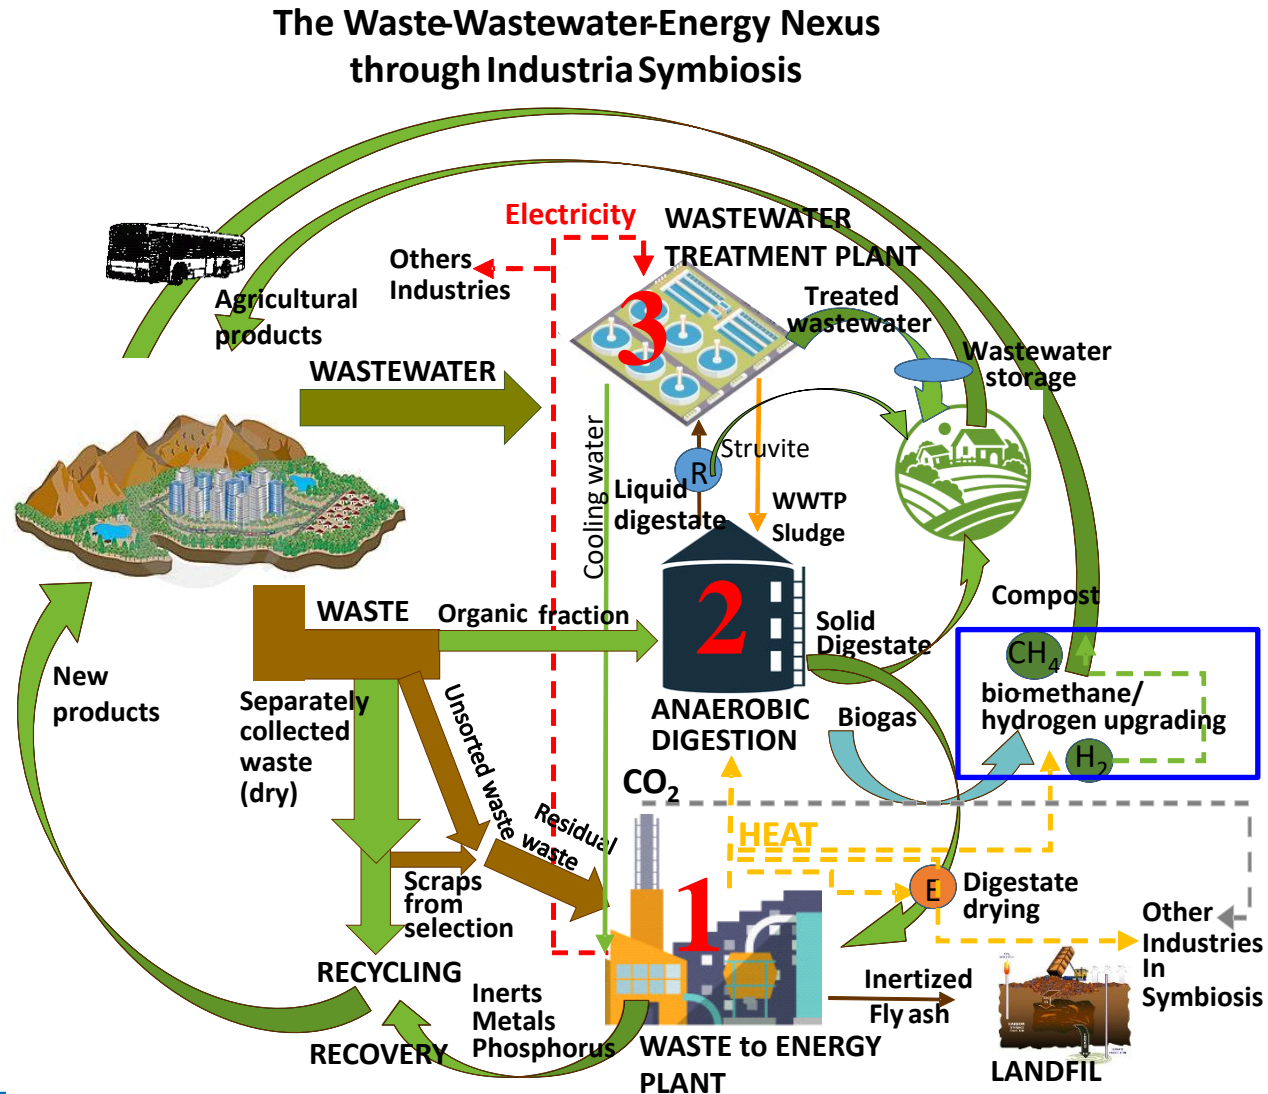 The Waste-Wastewater-Energy Nexus
through Industria Symbiosis
Electricity
WASTEWATER
TREATMENT PLANT
Others
Industries
Agricultural
products
Treated
wastewater
3
WASTEWATER
Wastewater
storage
Cooling water
R
Struvite
Liquid
digestate
WWTP
Sludge
2
WASTE
Organic fraction
Solid
Digestate
Compost
New
products
Separately
collected
waste
(dry)
Unsorted waste
ANAEROBIC
DIGESTION
Biogas
CH4
bio-methane/
hydrogen upgrading
H2
CO2
Residual
waste
HEAT
1
E
Digestate
drying
Scraps
from
selection
Other
Industries
In
Symbiosis
RECYCLING
Inerts
Metals
Phosphorus
Inertized
Fly ash
RECOVERY
WASTE to ENERGY
PLANT
LANDFIL